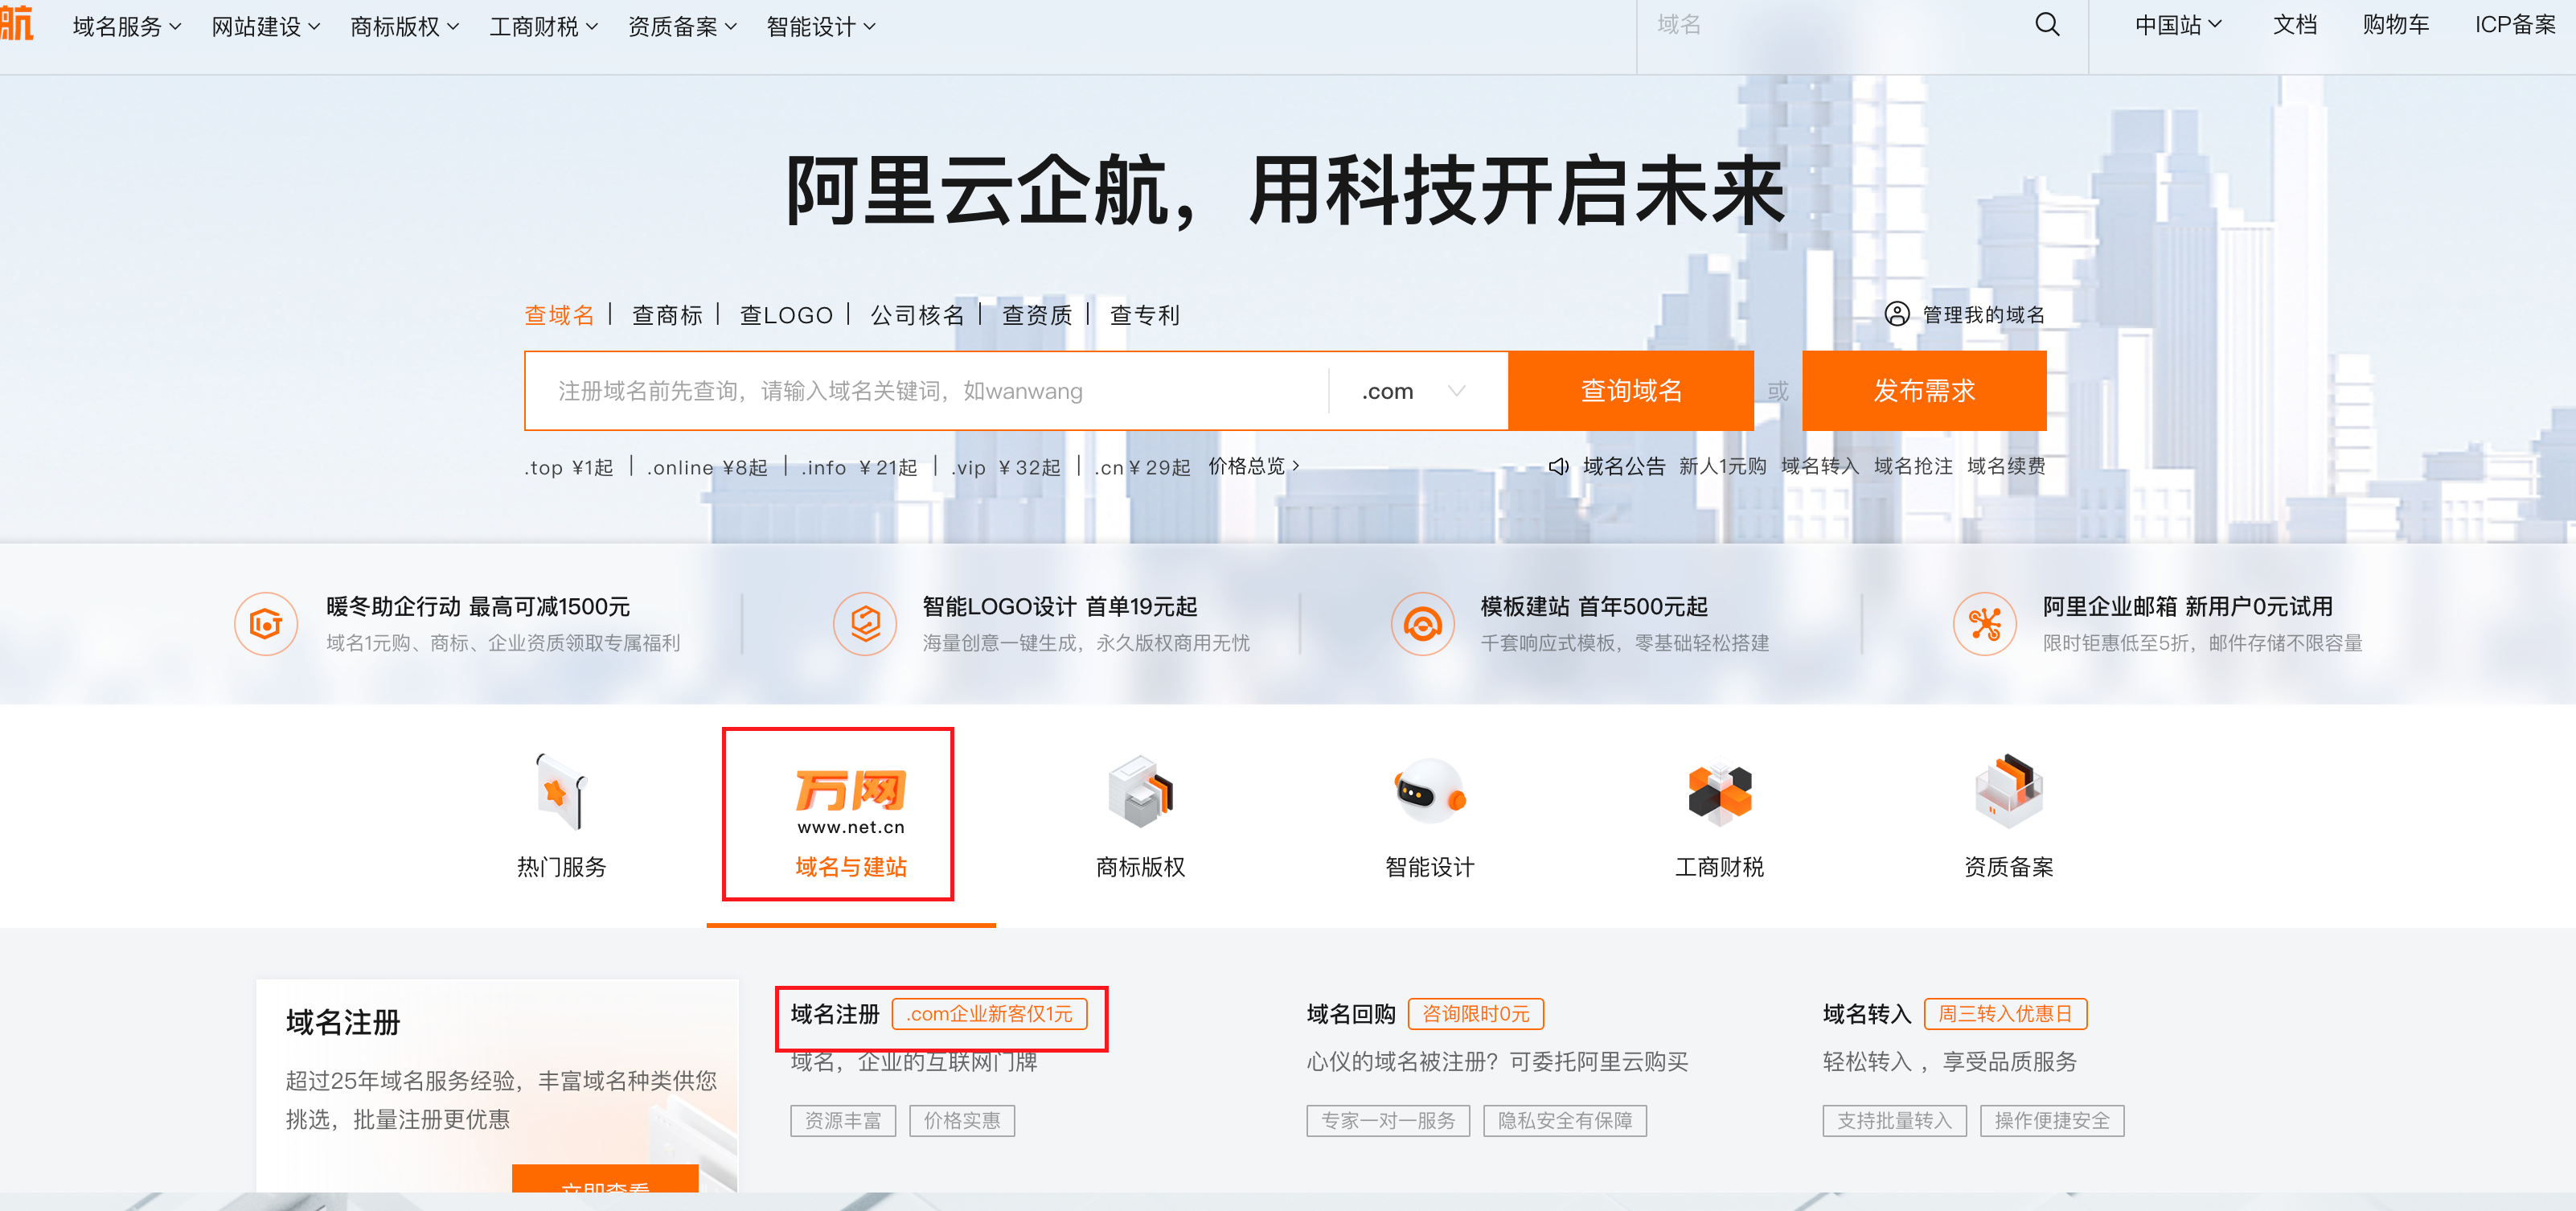 航 域名服务 网站建设 商标版权 工商财税 资质备案 智能设计 域名 中国站 文档 购物车 ICP备案
阿里云企航，用科技开启未来
查域名 | 查商标 | 查LOGO | 公司核名 | 查资质 | 查专利 管理我的域名
注册域名前先查询，请输入域名关键词，如wanwang .com 查询域名 或 发布需求
.top ¥1起 | .online ¥8起 | .info ¥21起 | .vip ¥32起 | .cn¥29起 价格总览 域名公告 新人1元购 域名转入 域名抢注 域名续费
暖冬助企行动 最高可减1500元
域名1元购、商标、企业资质领取专属福利
智能LOGO设计 首单19元起
海量创意一键生成，永久版权商用无忧
模板建站 首年500元起
千套响应式模板，零基础轻松搭建
阿里企业邮箱 新用户0元试用
限时钜惠低至5折，邮件存储不限容量
万网
www.net.cn
热门服务 域名与建站 商标版权 智能设计 工商财税 资质备案
域名注册
超过25年域名服务经验，丰富域名种类供您
挑选，批量注册更优惠
立即查看
域名注册 .com企业新客仅1元
域名，企业的互联网门牌
资源丰富 价格实惠
域名回购 咨询限时0元
心仪的域名被注册？可委托阿里云购买
专家一对一服务 隐私安全有保障
域名转入 周三转入优惠日
轻松转入 ，享受品质服务
支持批量转入 操作便捷安全